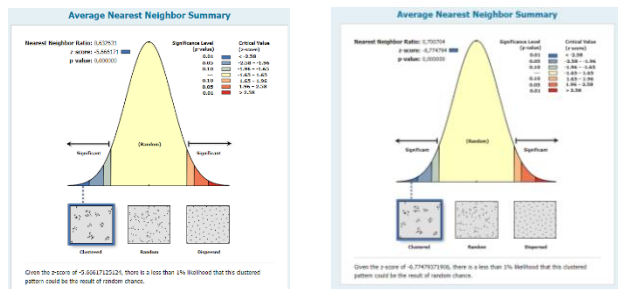 Average Nearest Neighbor Summary
Nearest Neighbor Ratio: 0,632631
z-score: -5,666171
p-value: 0,000000
Significance Level (p-value)
Critical Value (z-score)
0.01 < -2.58
0.05 -2.58 - -1.96
0.10 -1.96 - -1.65
— -1.65 - 1.65
0.10 1.65 - 1.96
0.05 1.96 - 2.58
0.01 > 2.58
(Random)
Significant
Significant
Clustered
Random
Dispersed
Given the z-score of -5.66617125124, there is a less than 1% likelihood that this clustered
pattern could be the result of random chance.
Average Nearest Neighbor Summary
Nearest Neighbor Ratio: 0,700704
z-score: -6,774794
p-value: 0,000000
Significance Level (p-value)
Critical Value (z-score)
0.01 < -2.58
0.05 -2.58 - -1.96
0.10 -1.96 - -1.65
— -1.65 - 1.65
0.10 1.65 - 1.96
0.05 1.96 - 2.58
0.01 > 2.58
(Random)
Significant
Significant
Clustered
Random
Dispersed
Given the z-score of -6.77479371906, there is a less than 1% likelihood that this clustered
pattern could be the result of random chance.